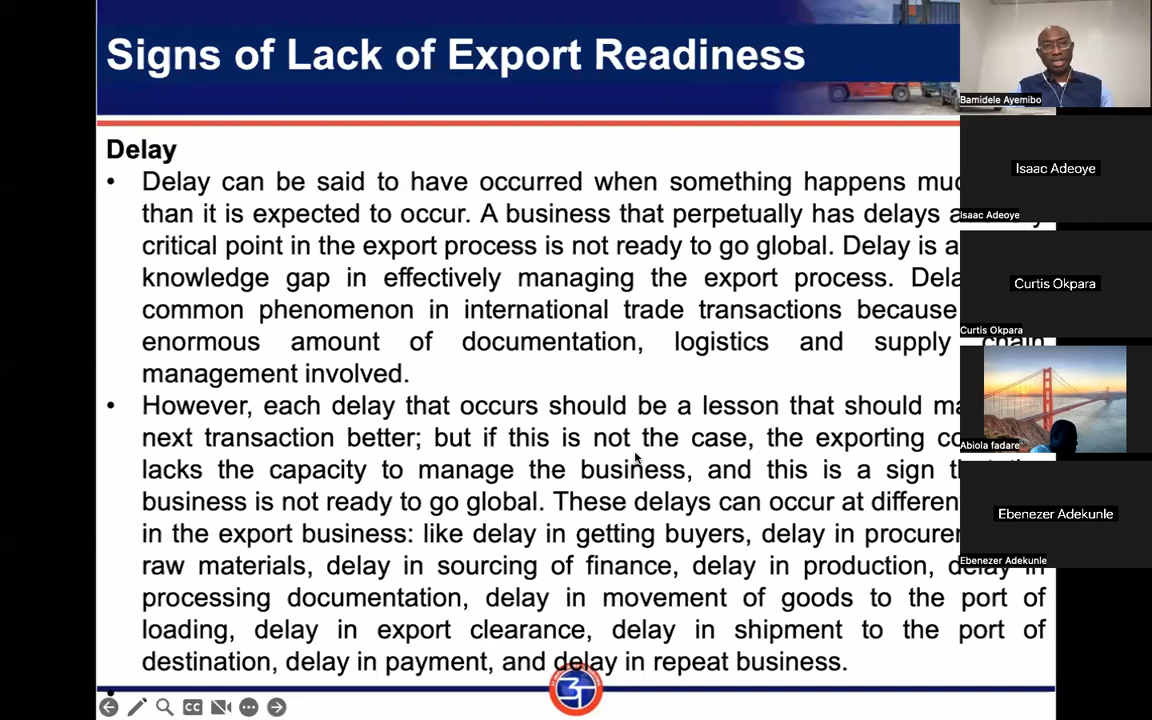 Signs of Lack of Export Readiness
Delay
• Delay can be said to have occurred when something happens
than it is expected to occur. A business that perpetually has delays
critical point in the export process is not ready to go global. Delay is a
knowledge gap in effectively managing the export process.
common phenomenon in international trade transactions because
enormous amount of documentation, logistics and supply chain
management involved.
• However, each delay that occurs should be a lesson that should
next transaction better; but if this is not the case, the exporting
lacks the capacity to manage the business, and this is a sign
business is not ready to go global. These delays can occur at
in the export business: like delay in getting buyers, delay in
raw materials, delay in sourcing of finance, delay in production, delay in
processing documentation, delay in movement of goods to the port of
loading, delay in export clearance, delay in shipment to the port of
destination, delay in payment, and delay in repeat business.
3T
CC
Bamidele Ayemibo
Isaac Adeoye
Isaac Adeoye
Curtis Okpara
Curtis Okpara
Abiola fadare
Ebenezer Adekunle
Ebenezer Adekunle